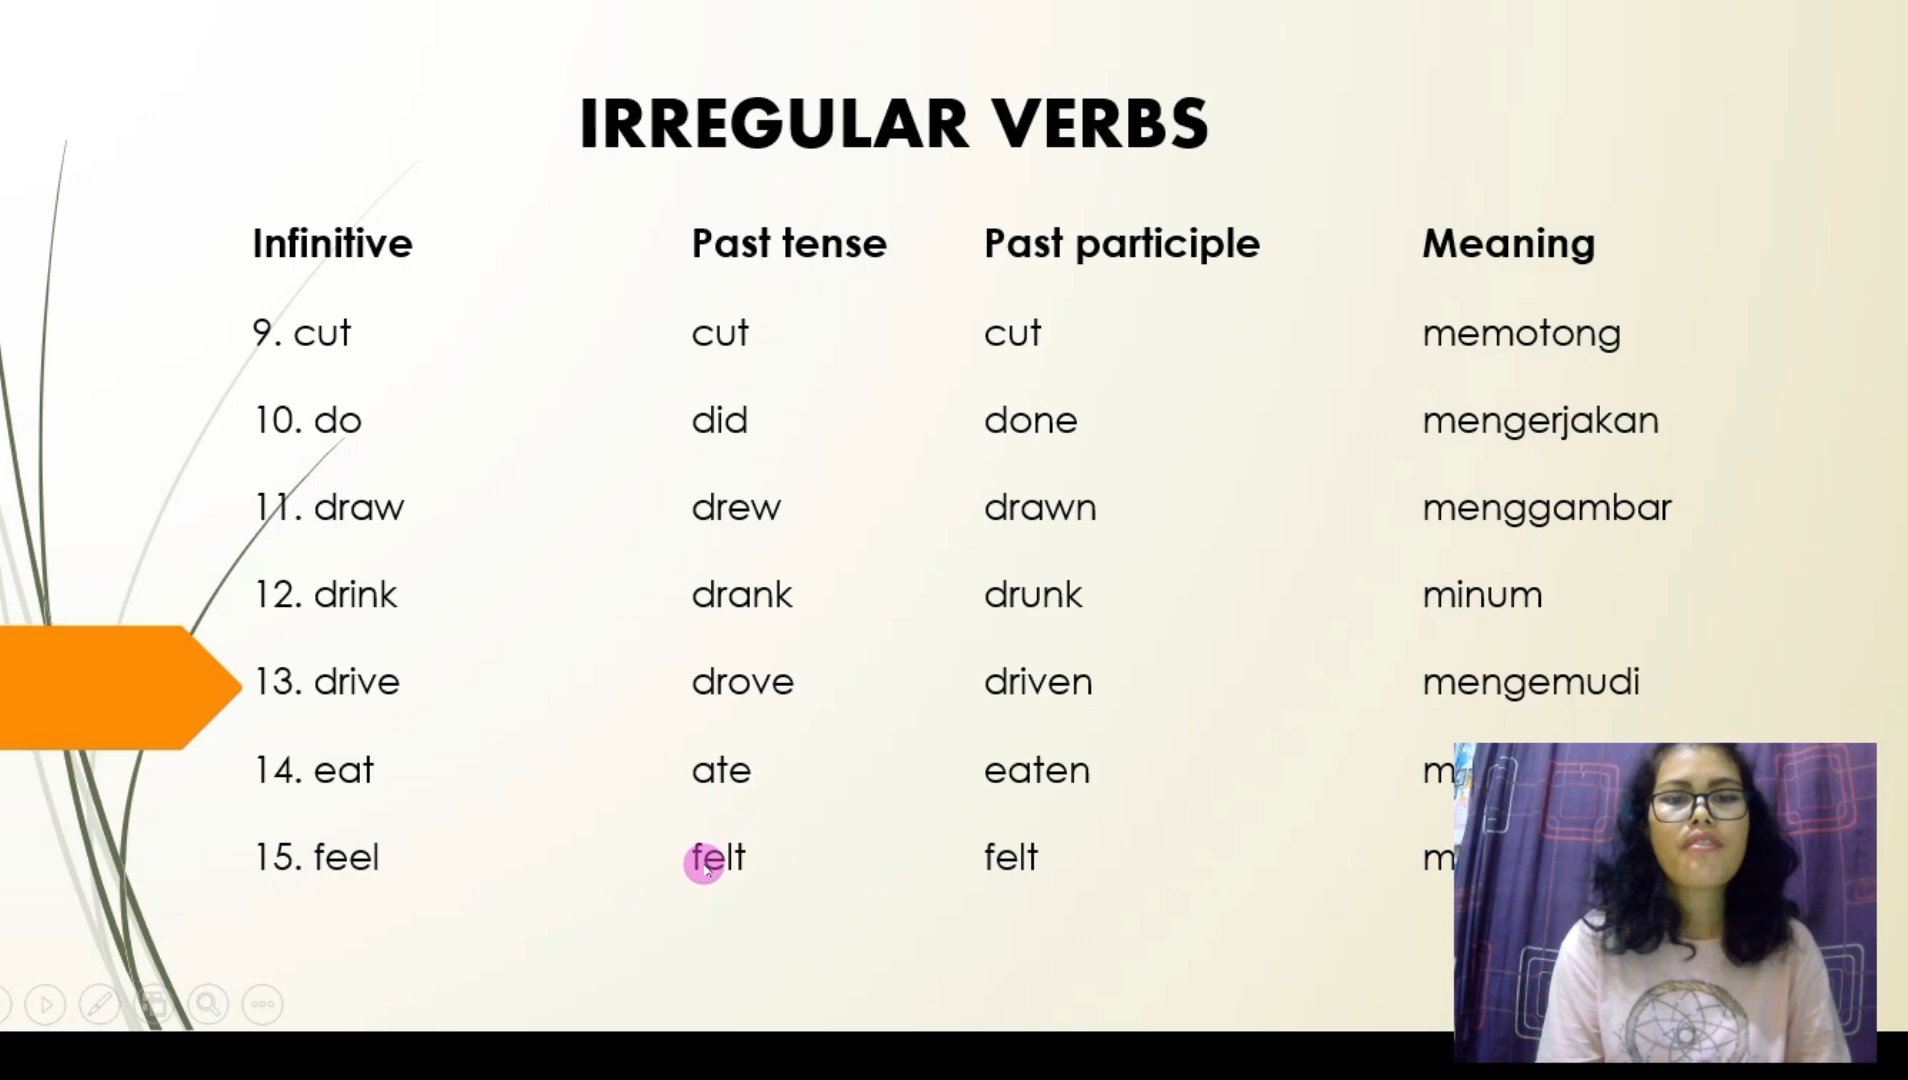 IRREGULAR VERBS
Infinitive Past tense Past participle Meaning
9. cut cut cut memotong
10. do did done mengerjakan
11. draw drew drawn menggambar
12. drink drank drunk minum
13. drive drove driven mengemudi
14. eat ate eaten
15. feel felt felt